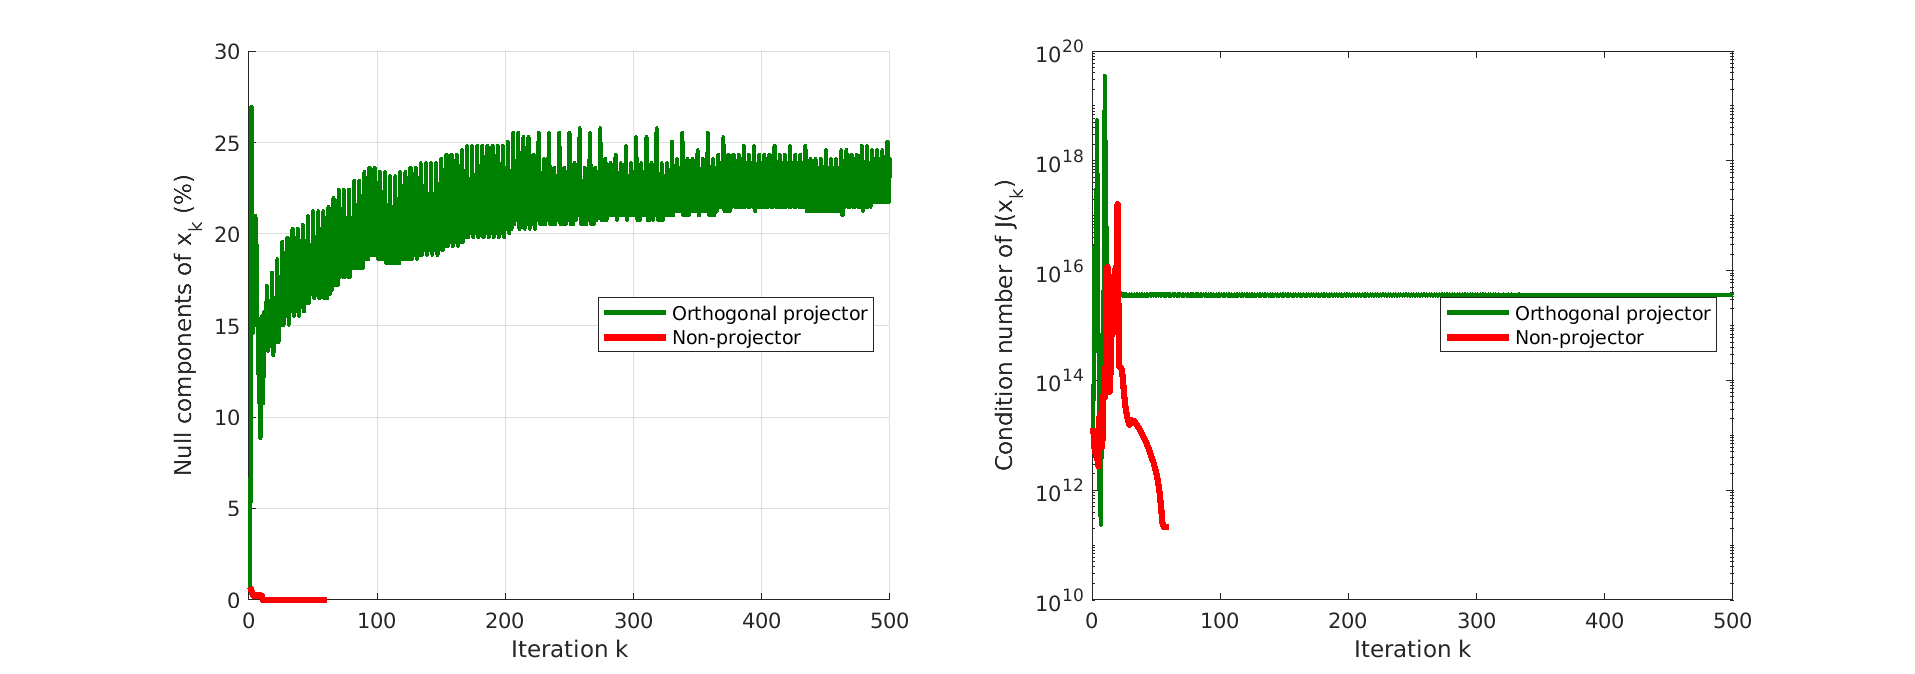 30
25
20
15
10
5
0
0 100 200 300 400 500
Null components of x_k (%)
Iteration k
Orthogonal projector
Non-projector
10^20
10^18
10^16
10^14
10^12
10^10
0 100 200 300 400 500
Condition number of J(x_k)
Iteration k
Orthogonal projector
Non-projector